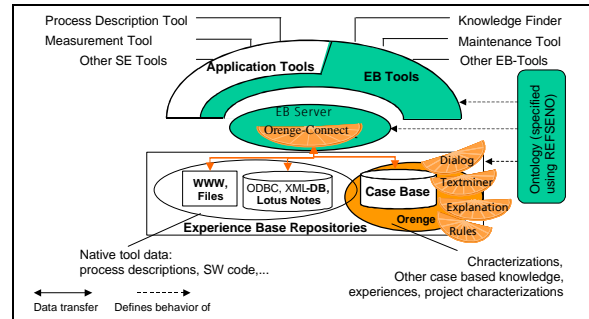 Process Description Tool
Measurement Tool
Other SE Tools
Knowledge Finder
Maintenance Tool
Other EB-Tools
Application Tools
EB Tools
EB Server
Orenge-Connect
Ontology (specified
using REFSENO)
WWW,
Files
ODBC, XML-DB,
Lotus Notes
Case Base
Orenge
Dialog
Textminer
Explanation
Rules
Experience Base Repositories
Native tool data:
process descriptions, SW code,...
Chracterizations,
Other case based knowledge,
experiences, project characterizations
Data transfer
Defines behavior of